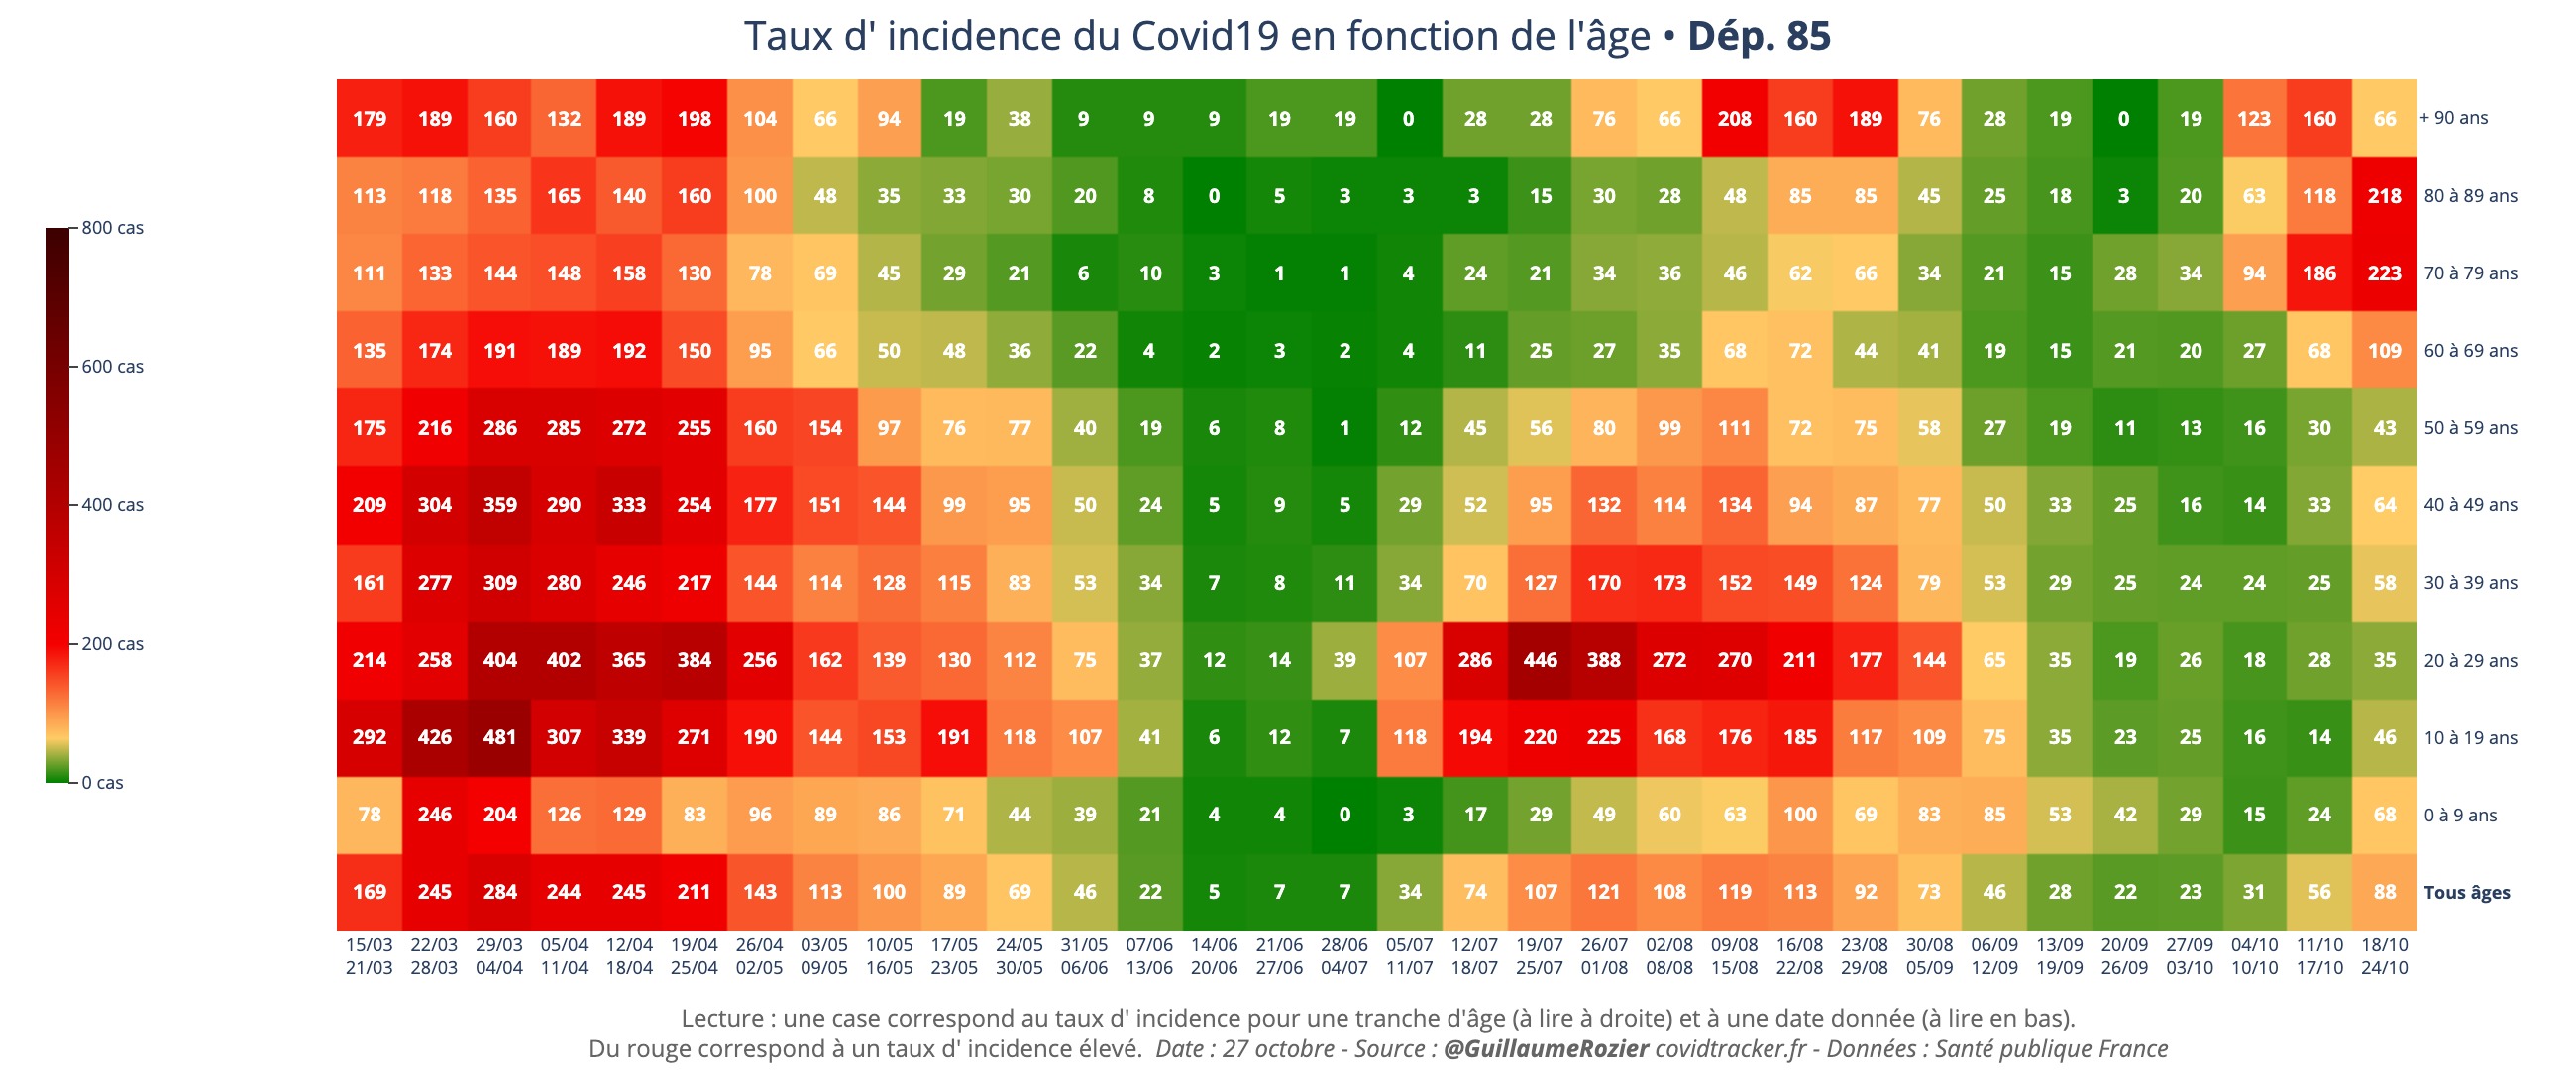 Taux d' incidence du Covid19 en fonction de l'âge • Dép. 85
179 189 160 132 189 198 104 66 94 19 38 9 9 9 19 19 0 28 28 76 66 208 160 189 76 28 19 0 19 123 160 66 + 90 ans
113 118 135 165 140 160 100 48 35 33 30 20 8 0 5 3 3 3 15 30 28 48 85 85 45 25 18 3 20 63 118 218 80 à 89 ans
800 cas
111 133 144 148 158 130 78 69 45 29 21 6 10 3 1 1 4 24 21 34 36 46 62 66 34 21 15 28 34 94 186 223 70 à 79 ans
135 174 191 189 192 150 95 66 50 48 36 22 4 2 3 2 4 11 25 27 35 68 72 44 41 19 15 21 20 27 68 109 60 à 69 ans
600 cas
175 216 286 285 272 255 160 154 97 76 77 40 19 6 8 1 12 45 56 80 99 111 72 75 58 27 19 11 13 16 30 43 50 à 59 ans
400 cas
209 304 359 290 333 254 177 151 144 99 95 50 24 5 9 5 29 52 95 132 114 134 94 87 77 50 33 25 16 14 33 64 40 à 49 ans
161 277 309 280 246 217 144 114 128 115 83 53 34 7 8 11 34 70 127 170 173 152 149 124 79 53 29 25 24 24 25 58 30 à 39 ans
200 cas
214 258 404 402 365 384 256 162 139 130 112 75 37 12 14 39 107 286 446 388 272 270 211 177 144 65 35 19 26 18 28 35 20 à 29 ans
292 426 481 307 339 271 190 144 153 191 118 107 41 6 12 7 118 194 220 225 168 176 185 117 109 75 35 23 25 16 14 46 10 à 19 ans
0 cas
78 246 204 126 129 83 96 89 86 71 44 39 21 4 4 0 3 17 29 49 60 63 100 69 83 85 53 42 29 15 24 68 0 à 9 ans
169 245 284 244 245 211 143 113 100 89 69 46 22 5 7 7 34 74 107 121 108 119 113 92 73 46 28 22 23 31 56 88 Tous âges
15/03 22/03 29/03 05/04 12/04 19/04 26/04 03/05 10/05 17/05 24/05 31/05 07/06 14/06 21/06 28/06 05/07 12/07 19/07 26/07 02/08 09/08 16/08 23/08 30/08 06/09 13/09 20/09 27/09 04/10 11/10 18/10
21/03 28/03 04/04 11/04 18/04 25/04 02/05 09/05 16/05 23/05 30/05 06/06 13/06 20/06 27/06 04/07 11/07 18/07 25/07 01/08 08/08 15/08 22/08 29/08 05/09 12/09 19/09 26/09 03/10 10/10 17/10 24/10
Lecture : une case correspond au taux d' incidence pour une tranche d'âge (à lire à droite) et à une date donnée (à lire en bas).
Du rouge correspond à un taux d' incidence élevé. Date : 27 octobre - Source : @GuillaumeRozier covidtracker.fr - Données : Santé publique France